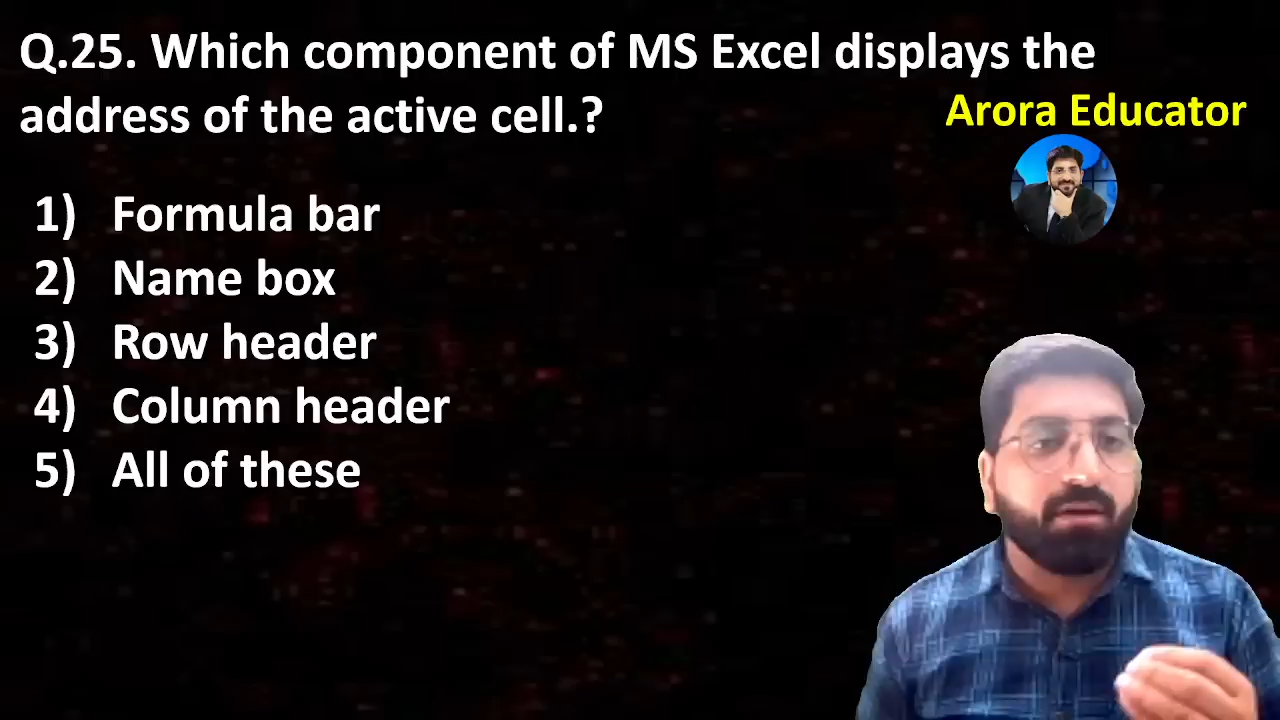 Q.25. Which component of MS Excel displays the
address of the active cell.?
Arora Educator
1) Formula bar
2) Name box
3) Row header
4) Column header
5) All of these